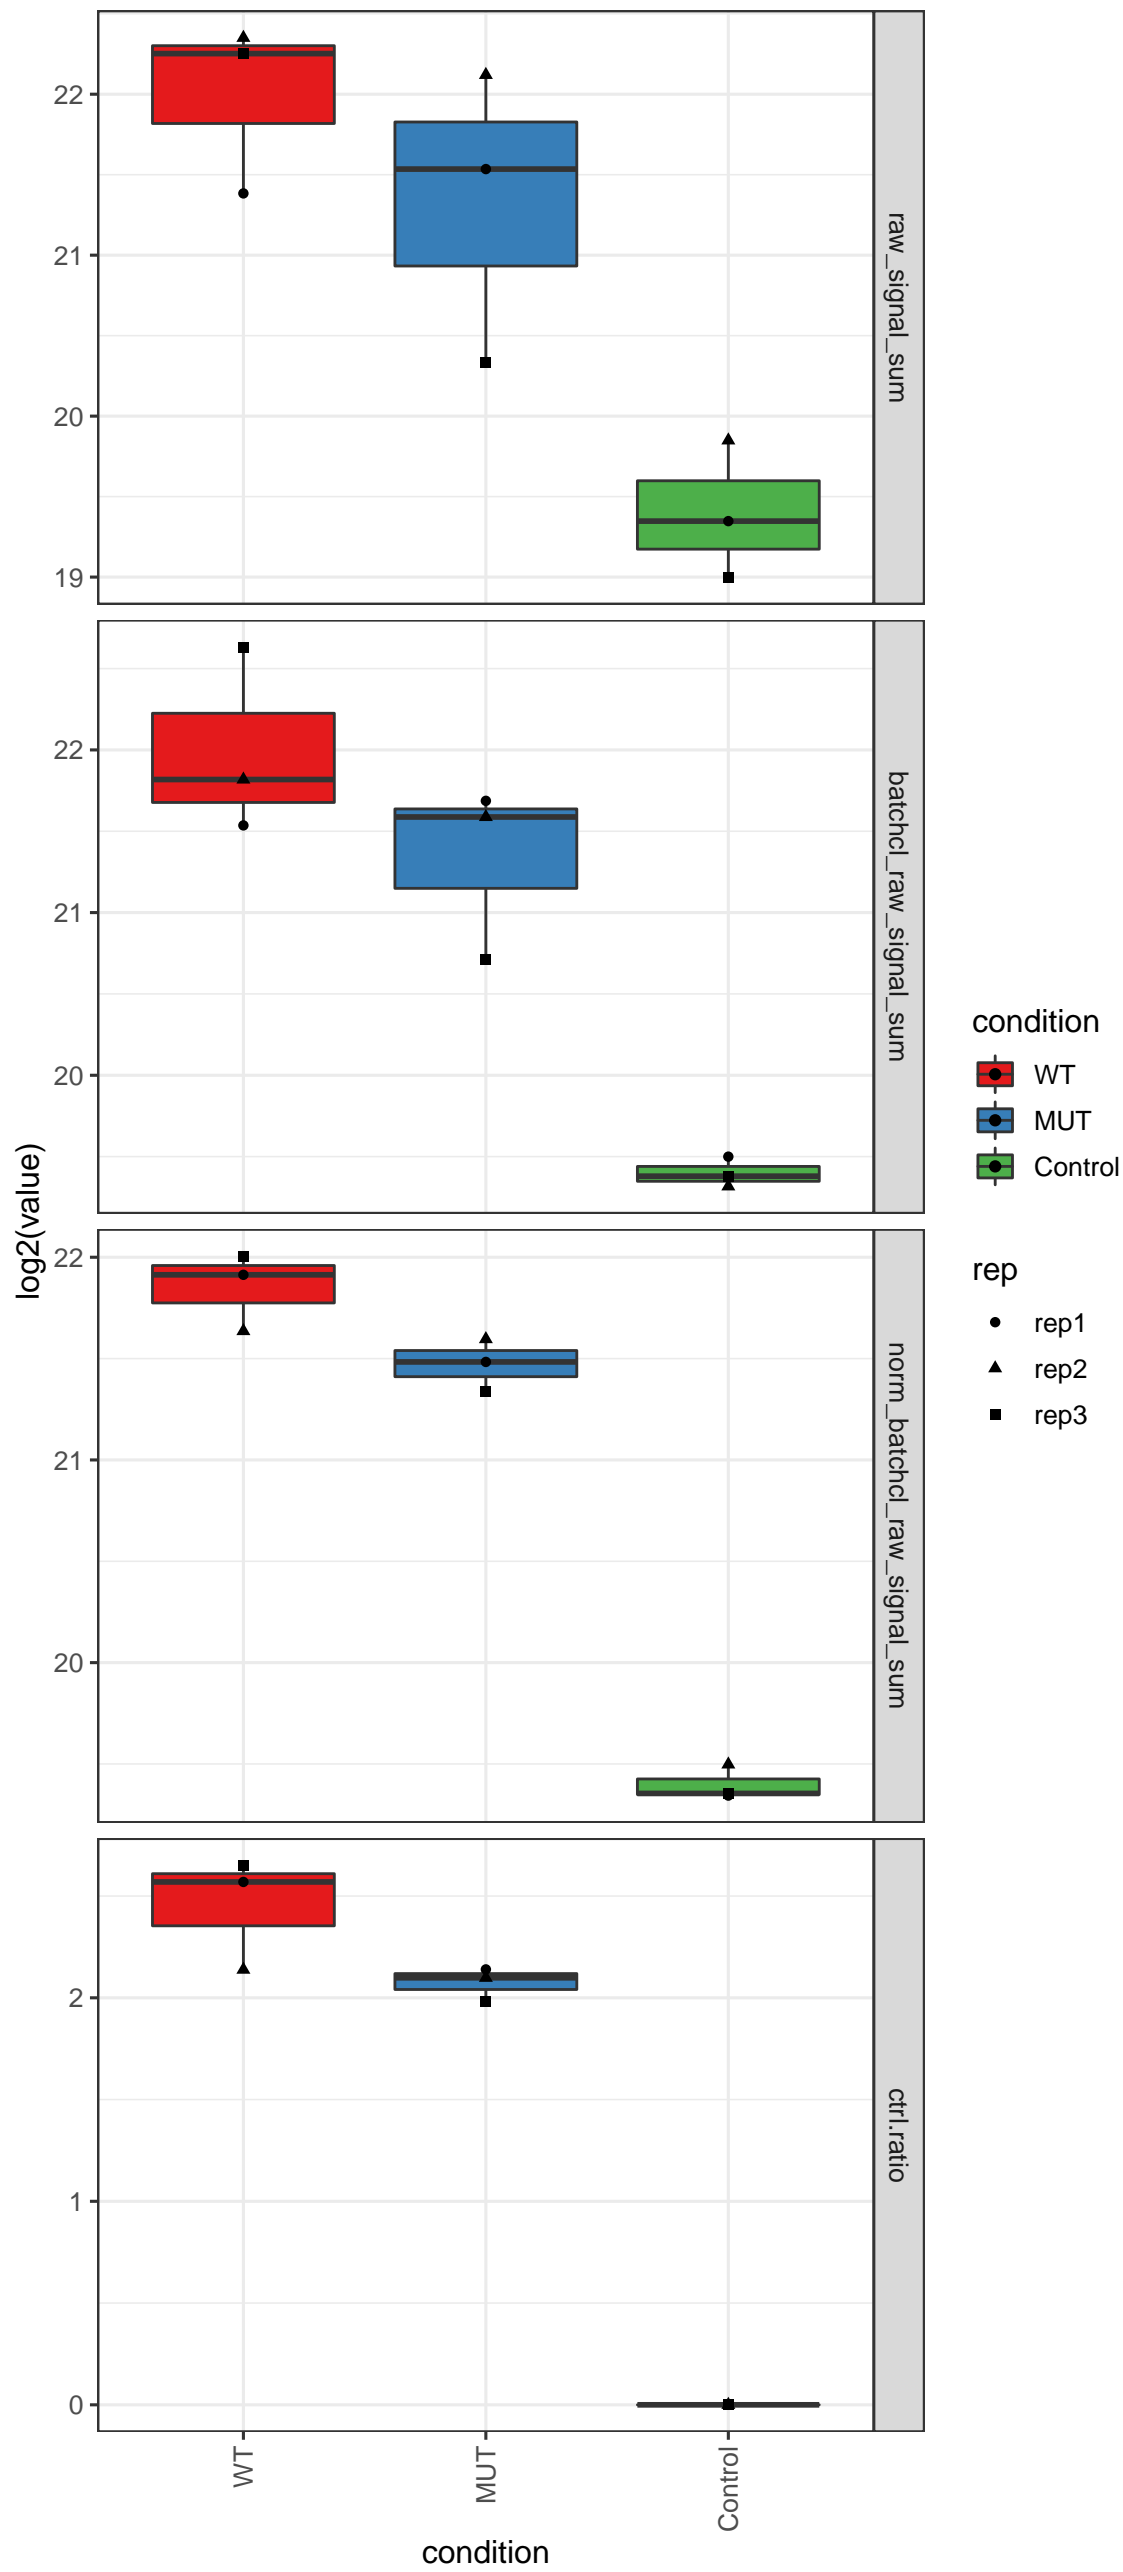 log2(value)
22
21
20
19
raw_signal_sum
22
21
20
batchcl_raw_signal_sum
22
21
20
norm_batchcl_raw_signal_sum
2
1
0
ctrl.ratio
WT
MUT
Control
condition
condition
WT
MUT
Control
rep
rep1
rep2
rep3